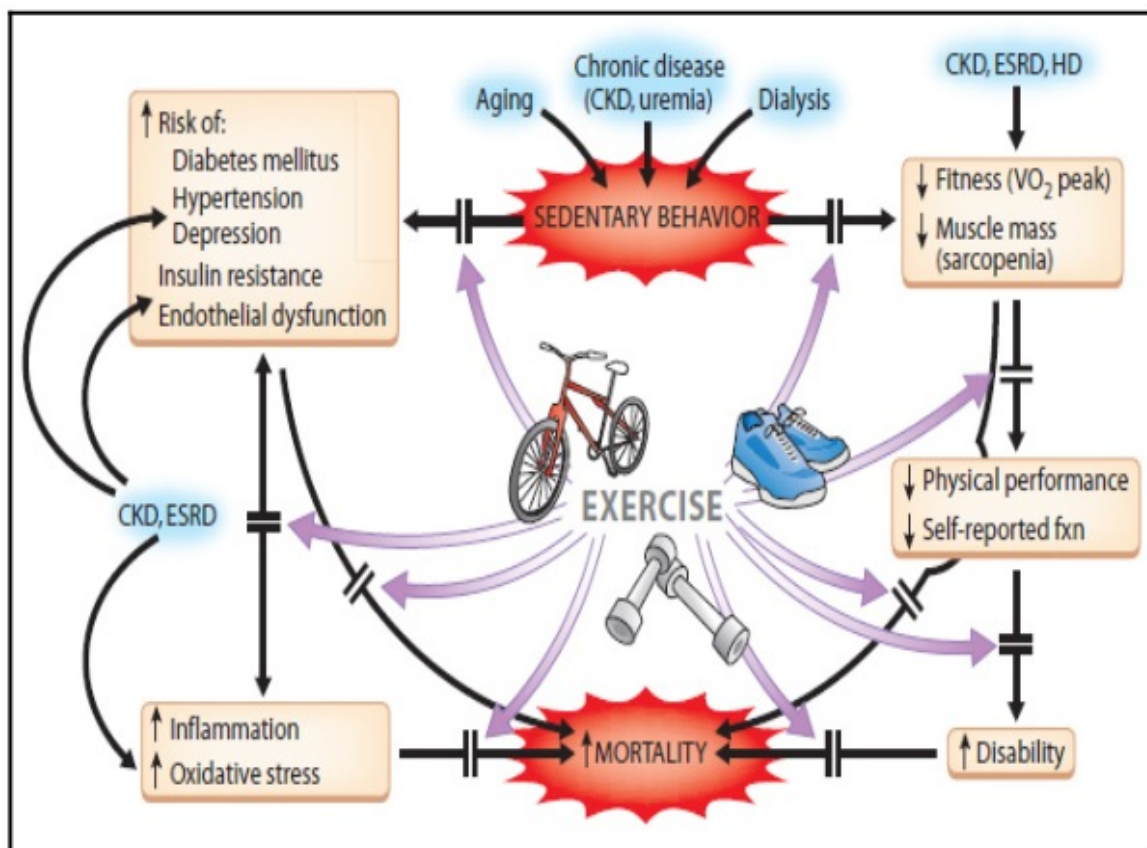 Aging
Chronic disease
(CKD, uremia)
Dialysis
CKD, ESRD, HD
↑ Risk of:
Diabetes mellitus
Hypertension
Depression
Insulin resistance
Endothelial dysfunction
SEDENTARY BEHAVIOR
↓ Fitness (VO₂ peak)
↓ Muscle mass
(sarcopenia)
CKD, ESRD
EXERCISE
↓ Physical performance
↓ Self-reported fxn
↑ Inflammation
↑ Oxidative stress
↑ MORTALITY
↑ Disability